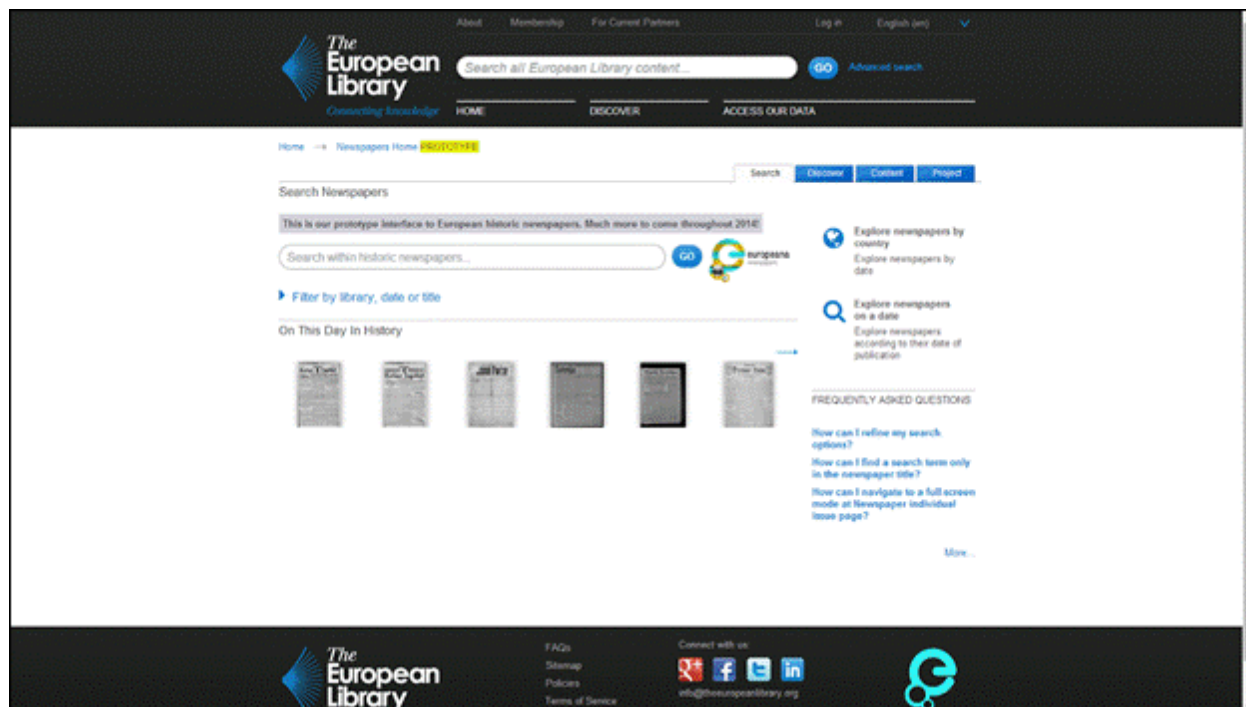 About Membership For Current Partners Log in English (en)
The
European
Library
Connecting knowledge
Search all European Library content...
GO
Advanced search
HOME DISCOVER ACCESS OUR DATA
Home → Newspapers Home PROTOTYPE
Search Discover Content Project
Search Newspapers
This is our prototype interface to European historic newspapers. Much more to come throughout 2014!
Search within historic newspapers...
GO
europeana
Filter by library, date or title
On This Day In History
Explore newspapers by
country
Explore newspapers by
date
Explore newspapers
on a date
Explore newspapers
according to their date of
publication
FREQUENTLY ASKED QUESTIONS
How can I refine my search
options?
How can I find a search term only
in the newspaper title?
How can I navigate to a full screen
mode at Newspaper individual
issue page?
More...
The
European
Library
FAQs
Sitemap
Policies
Terms of Service
Connect with us:
info@theeuropeanlibrary.org